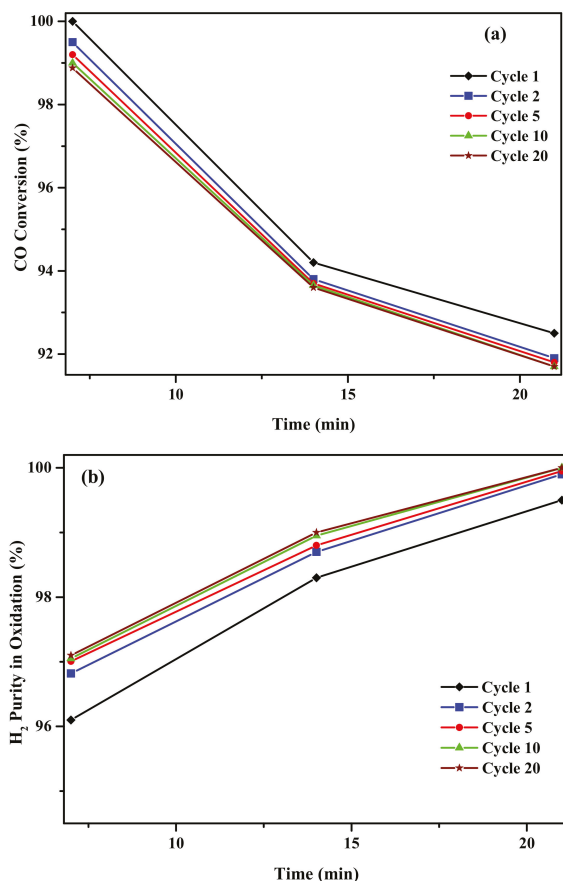 (a)
100
98
96
94
92
CO Conversion (%)
Cycle 1
Cycle 2
Cycle 5
Cycle 10
Cycle 20
10
15
20
Time (min)
(b)
100
98
96
H₂ Purity in Oxidation (%)
Cycle 1
Cycle 2
Cycle 5
Cycle 10
Cycle 20
10
15
20
Time (min)